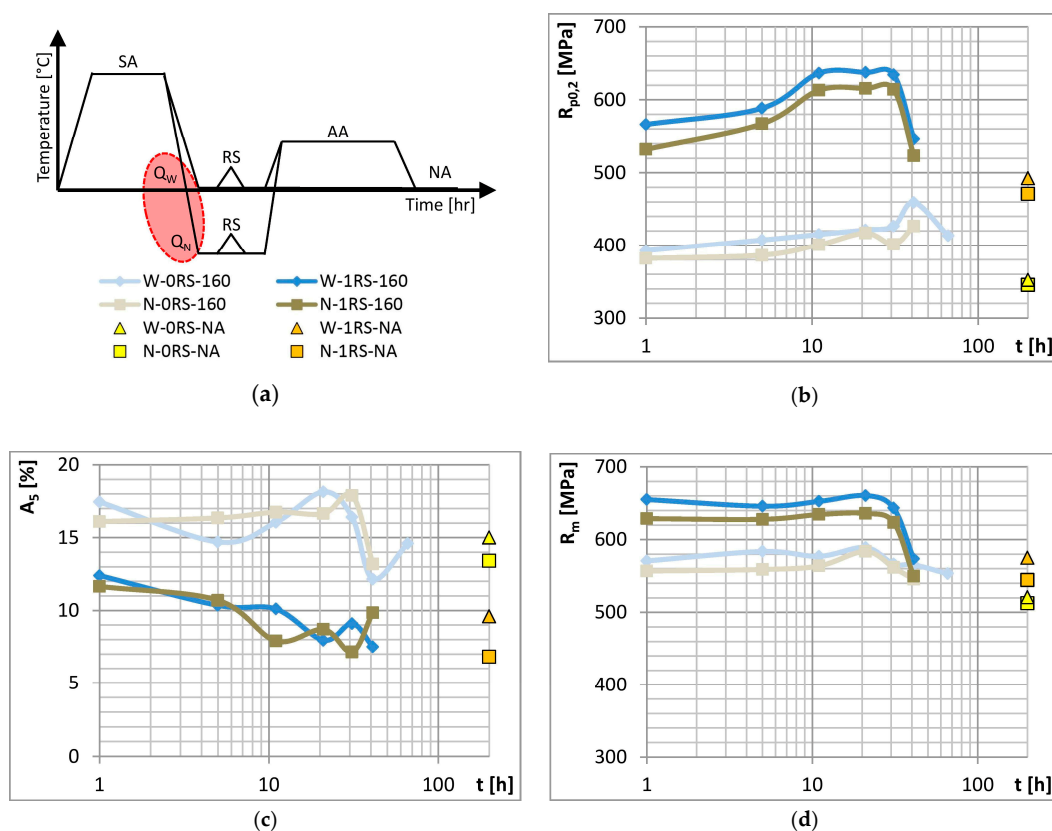 Temperature [°C]
SA
AA
RS
NA
Q_W
Time [hr]
RS
Q_N
W-0RS-160 W-1RS-160
N-0RS-160 N-1RS-160
W-0RS-NA W-1RS-NA
N-0RS-NA N-1RS-NA
(a)
R_p0,2 [MPa]
700
600
500
400
300
1 10 100 t [h]
(b)
A_5 [%]
20
15
10
5
0
1 10 100 t [h]
(c)
R_m [MPa]
700
600
500
400
300
1 10 100 t [h]
(d)